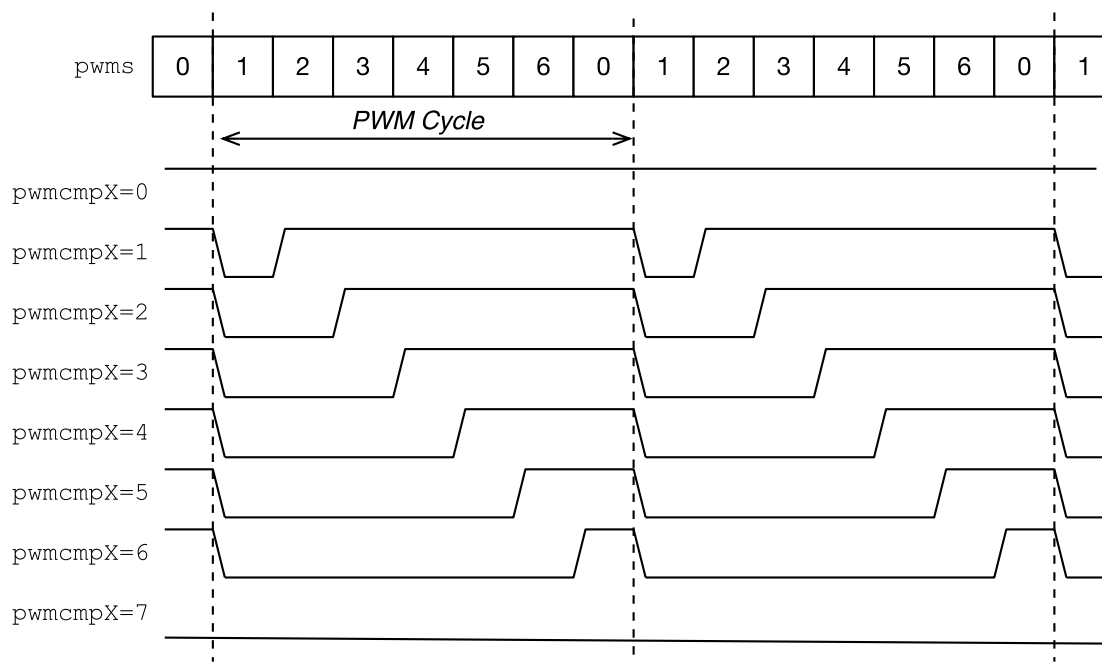 pwms 0 1 2 3 4 5 6 0 1 2 3 4 5 6 0 1
PWM Cycle
pwmcmpX=0
pwmcmpX=1
pwmcmpX=2
pwmcmpX=3
pwmcmpX=4
pwmcmpX=5
pwmcmpX=6
pwmcmpX=7